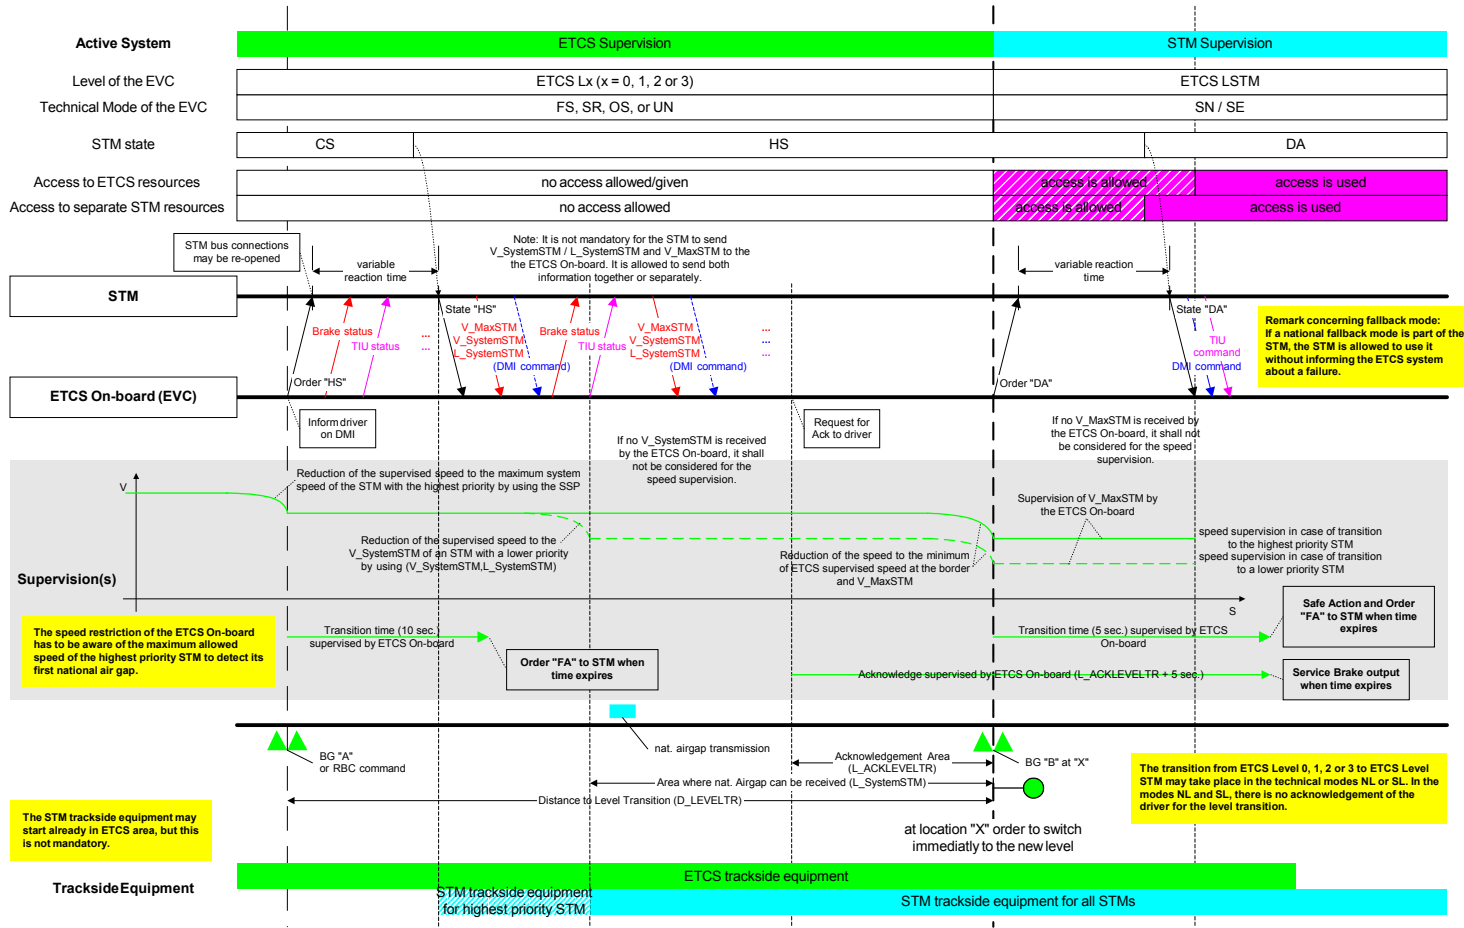 Active System
ETCS Supervision
STM Supervision
Level of the EVC
ETCS Lx (x = 0, 1, 2 or 3)
ETCS LSTM
Technical Mode of the EVC
FS, SR, OS, or UN
SN / SE
STM state
CS
HS
DA
Access to ETCS resources
no access allowed/given
access is allowed
access is used
Access to separate STM resources
no access allowed
access is allowed
access is used
STM bus connections
may be re-opened
variable
reaction time
Note: It is not mandatory for the STM to send
V_SystemSTM / L_SystemSTM and V_MaxSTM to the
the ETCS On-board. It is allowed to send both
information together or separately.
variable reaction
time
STM
State "HS"
State "DA"
Brake status
TIU status
...
...
V_MaxSTM
V_SystemSTM
L_SystemSTM
(DMI command)
Brake status
TIU status
V_MaxSTM
V_SystemSTM
L_SystemSTM
(DMI command)
...
...
...
TIU
command
DMI command
Order "HS"
Order "DA"
Remark concerning fallback mode:
If a national fallback mode is part of the
STM, the STM is allowed to use it
without informing the ETCS system
about a failure.
ETCS On-board (EVC)
Inform driver
on DMI
Request for
Ack to driver
If no V_SystemSTM is received
by the ETCS On-board, it shall
not be considered for the
speed supervision.
If no V_MaxSTM is received by
the ETCS On-board, it shall not
be considered for the speed
supervision.
V
Reduction of the supervised speed to the maximum system
speed of the STM with the highest priority by using the SSP
Supervision of V_MaxSTM by
the ETCS On-board
Reduction of the supervised speed to the
V_SystemSTM of an STM with a lower priority
by using (V_SystemSTM,L_SystemSTM)
Reduction of the speed to the minimum
of ETCS supervised speed at the border
and V_MaxSTM
speed supervision in case of transition
to the highest priority STM
speed supervision in case of transition
to a lower priority STM
Supervision(s)
S
The speed restriction of the ETCS On-board
has to be aware of the maximum allowed
speed of the highest priority STM to detect its
first national air gap.
Transition time (10 sec.)
supervised by ETCS On-board
Order "FA" to STM when
time expires
Transition time (5 sec.) supervised by ETCS
On-board
Safe Action and Order
"FA" to STM when time
expires
Acknowledge supervised by ETCS On-board (L_ACKLEVELTR + 5 sec.)
Service Brake output
when time expires
BG "A"
or RBC command
nat. airgap transmission
Acknowledgement Area
(L_ACKLEVELTR)
BG "B" at "X"
Area where nat. Airgap can be received (L_SystemSTM)
Distance to Level Transition (D_LEVELTR)
The transition from ETCS Level 0, 1, 2 or 3 to ETCS Level
STM may take place in the technical modes NL or SL. In the
modes NL and SL, there is no acknowledgement of the
driver for the level transition.
The STM trackside equipment may
start already in ETCS area, but this
is not mandatory.
at location "X" order to switch
immediatly to the new level
Trackside Equipment
ETCS trackside equipment
STM trackside equipment
for highest priority STM
STM trackside equipment for all STMs